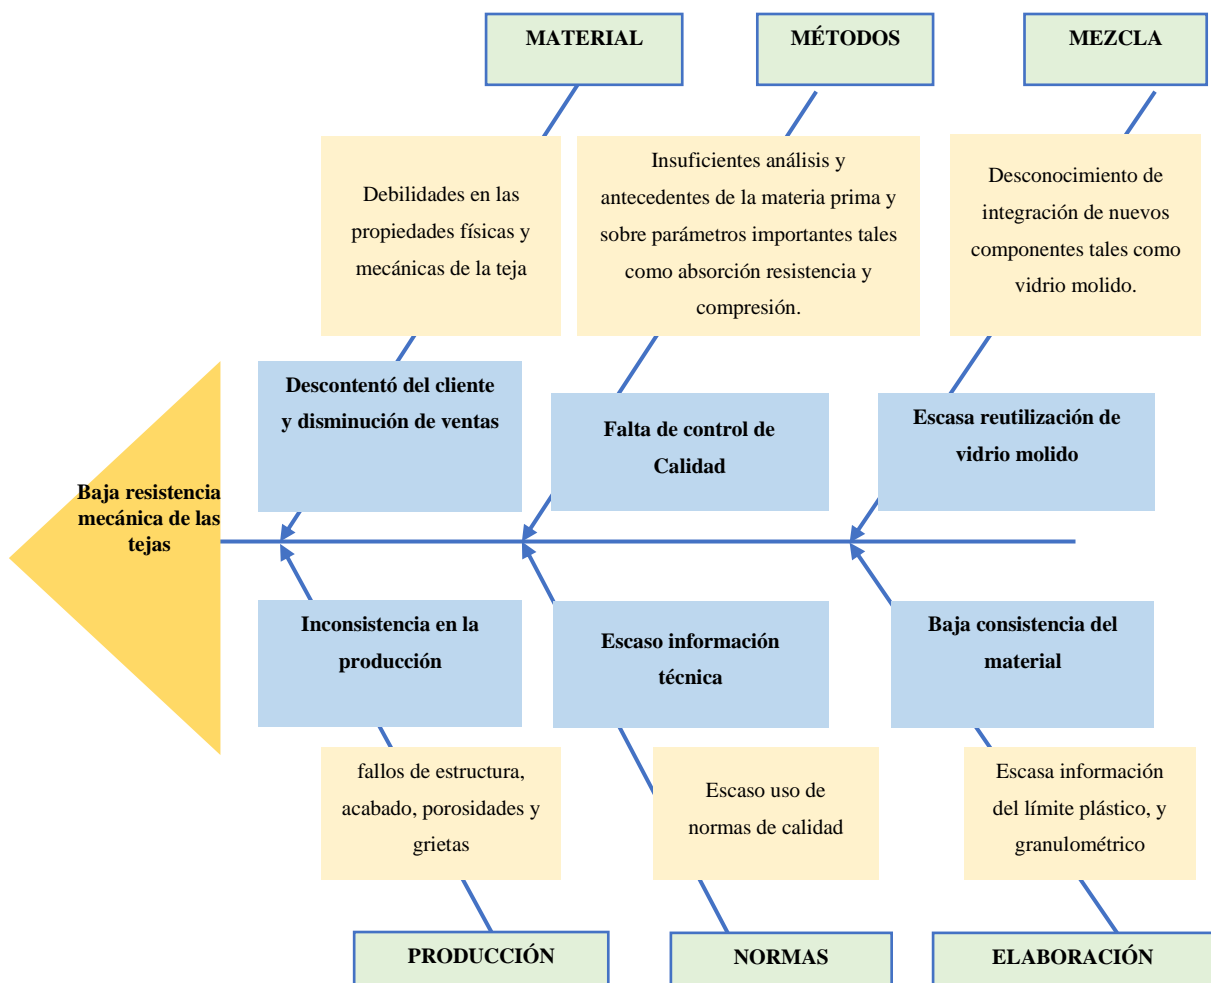 MATERIAL
MÉTODOS
MEZCLA
Debilidades en las
propiedades físicas y
mecánicas de la teja
Insuficientes análisis y
antecedentes de la materia prima y
sobre parámetros importantes tales
como absorción resistencia y
compresión.
Desconocimiento de
integración de nuevos
componentes tales como
vidrio molido.
Descontentó del cliente
y disminución de ventas
Falta de control de
Calidad
Escasa reutilización de
vidrio molido
Baja resistencia
mecánica de las
tejas
Inconsistencia en la
producción
Escaso información
técnica
Baja consistencia del
material
fallos de estructura,
acabado, porosidades y
grietas
Escaso uso de
normas de calidad
Escasa información
del límite plástico, y
granulométrico
PRODUCCIÓN
NORMAS
ELABORACIÓN